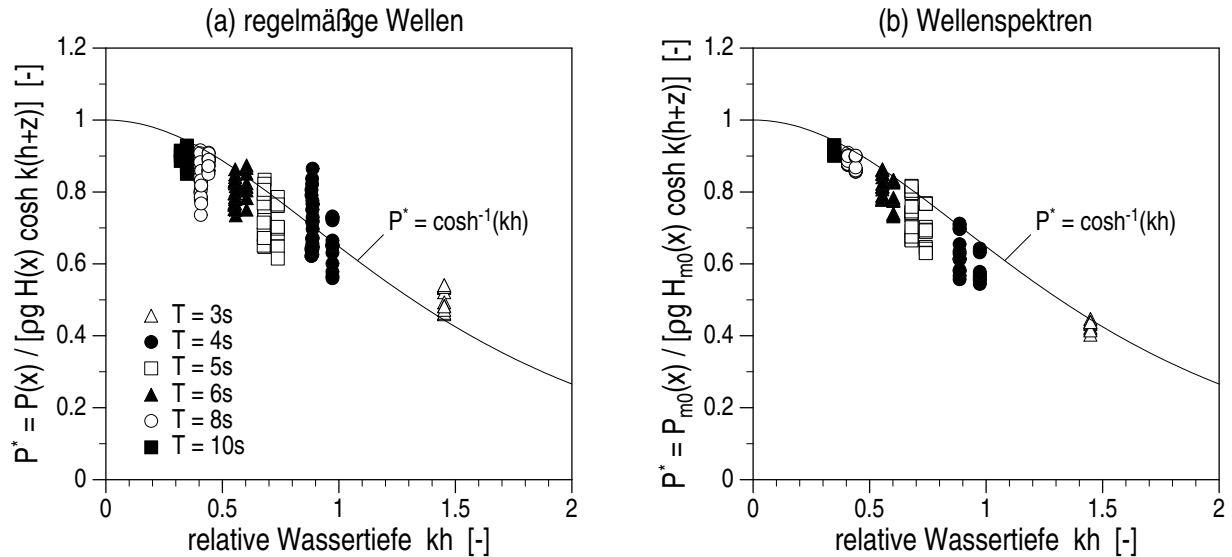 (a) regelmäßge Wellen
P* = P(x) / [ρg H(x) cosh k(h+z)] [-]
1.2
1
0.8
0.6
0.4
0.2
0
P* = cosh⁻¹(kh)
T = 3s
T = 4s
T = 5s
T = 6s
T = 8s
T = 10s
0 0.5 1 1.5 2
relative Wassertiefe kh [-]
(b) Wellenspektren
P* = Pm0(x) / [ρg Hm0(x) cosh k(h+z)] [-]
1.2
1
0.8
0.6
0.4
0.2
0
P* = cosh⁻¹(kh)
0 0.5 1 1.5 2
relative Wassertiefe kh [-]